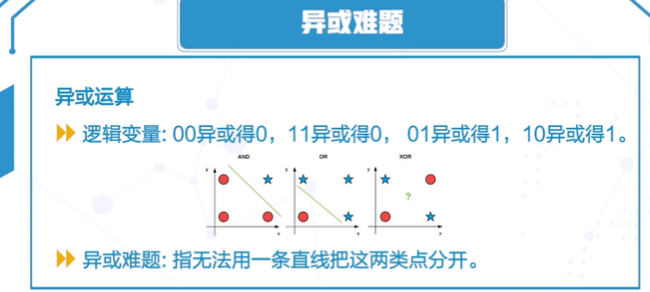 异或难题
异或运算
逻辑变量: 00异或得0，11异或得0， 01异或得1，10异或得1。
AND OR XOR
y y y
?
x x x
异或难题: 指无法用一条直线把这两类点分开。